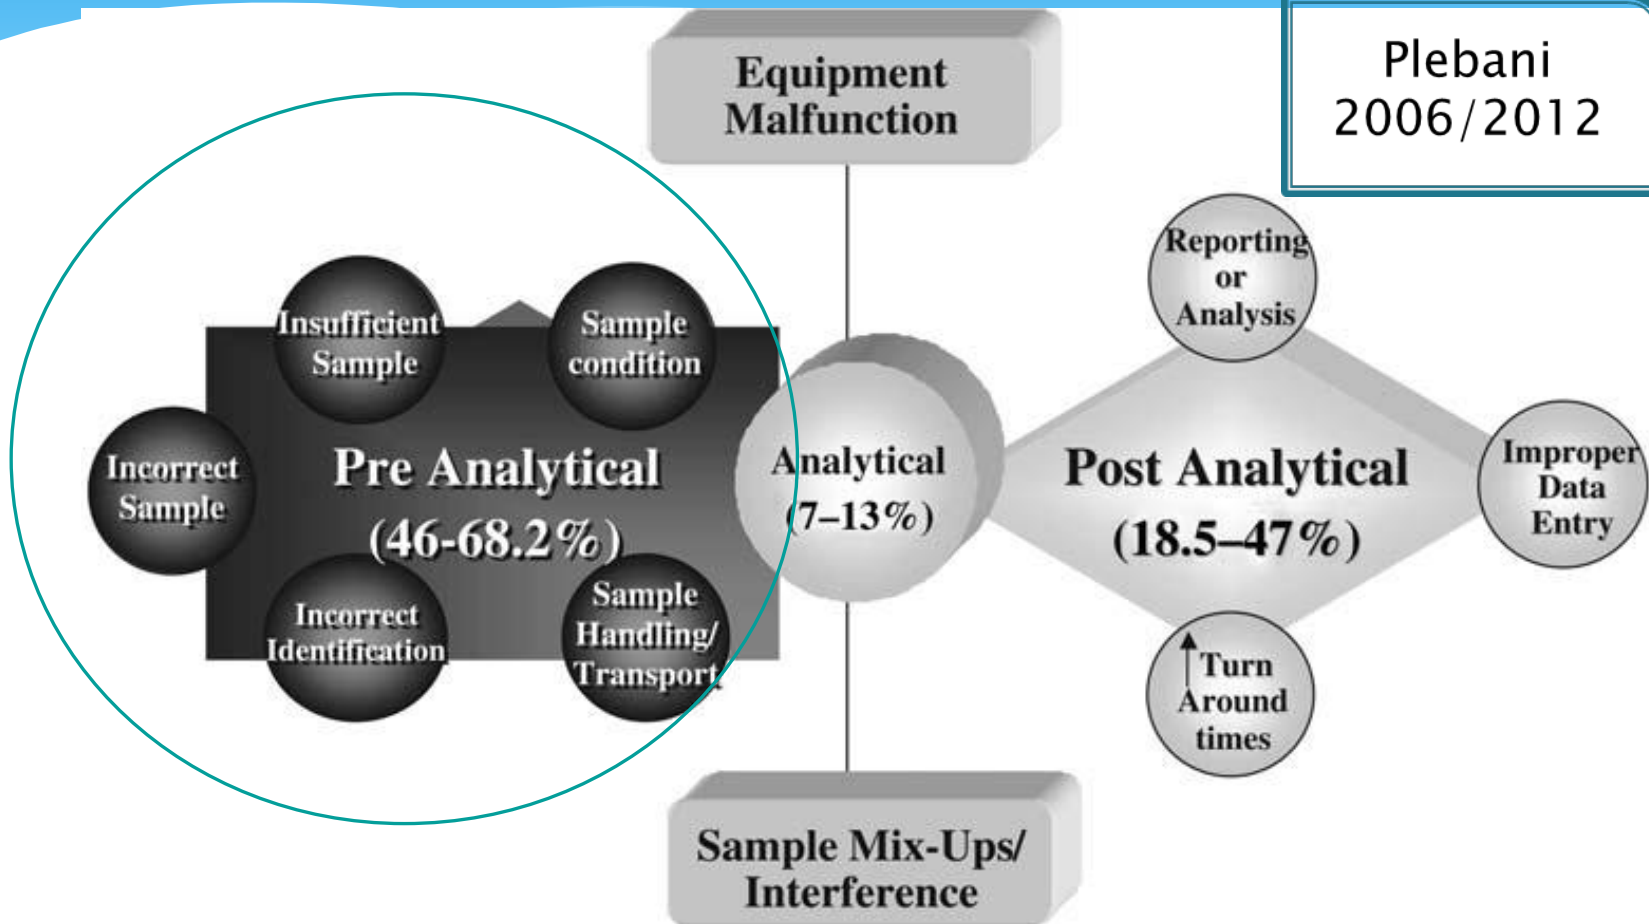 Plebani
2006/2012
Equipment
Malfunction
Insufficient
Sample
Sample
condition
Incorrect
Sample
Pre Analytical
(46-68.2%)
Incorrect
Identification
Sample
Handling/
Transport
Analytical
(7–13%)
Reporting
or
Analysis
Post Analytical
(18.5–47%)
Improper
Data
Entry
Turn
Around
times
Sample Mix-Ups/
Interference